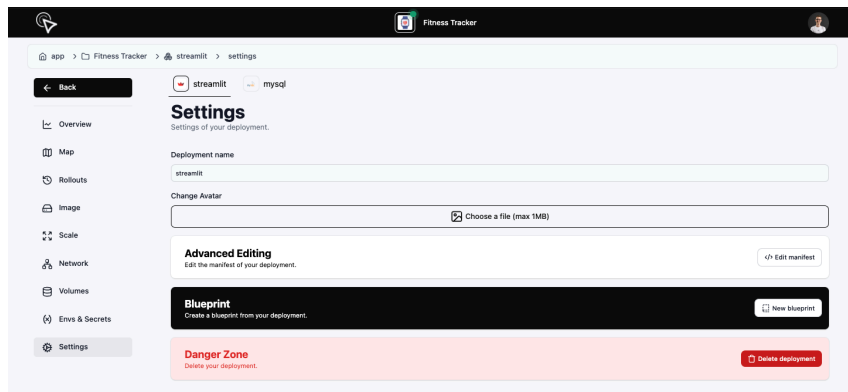 Fitness Tracker
app > Fitness Tracker > streamlit > settings
Back
streamlit mysql
Settings
Settings of your deployment.
Overview
Map
Rollouts
Image
Scale
Network
Volumes
Envs & Secrets
Settings
Deployment name
streamlit
Change Avatar
Choose a file (max 1MB)
Advanced Editing
Edit the manifest of your deployment.
</> Edit manifest
Blueprint
Create a blueprint from your deployment.
New blueprint
Danger Zone
Delete your deployment.
Delete deployment